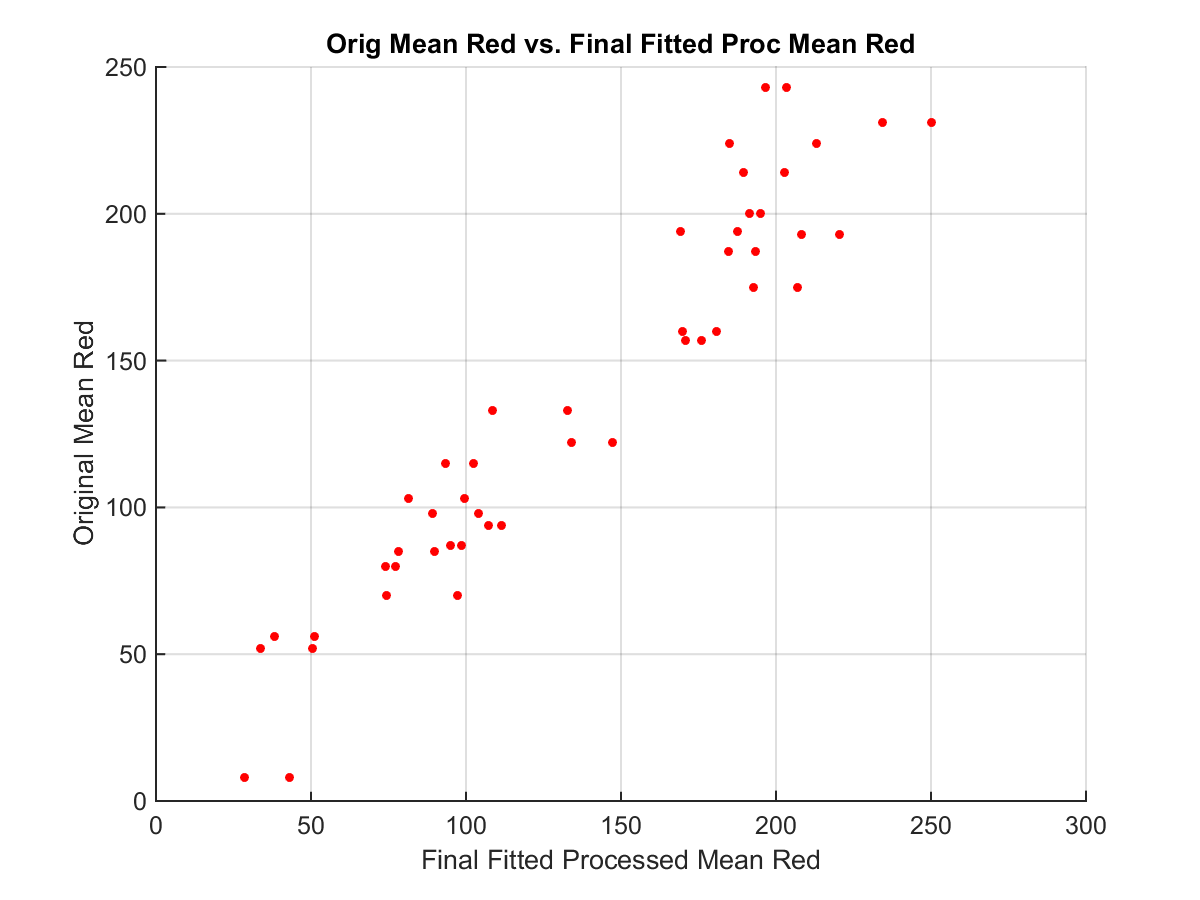 Orig Mean Red vs. Final Fitted Proc Mean Red
250
200
150
100
50
0
Original Mean Red
0 50 100 150 200 250 300
Final Fitted Processed Mean Red